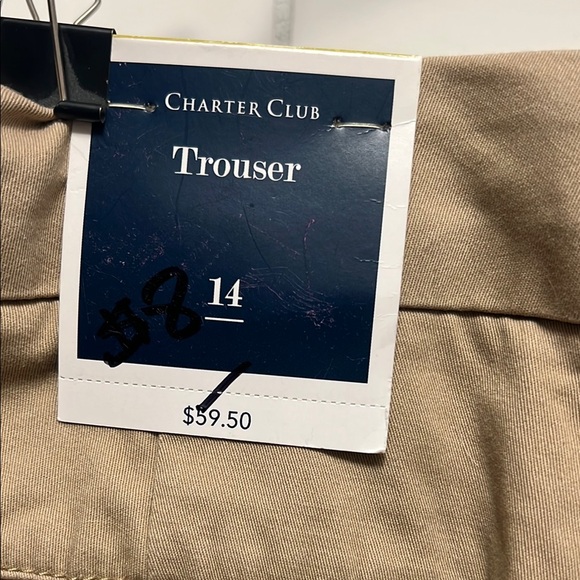 CHARTER CLUB
Trouser
14
$8
$59.50